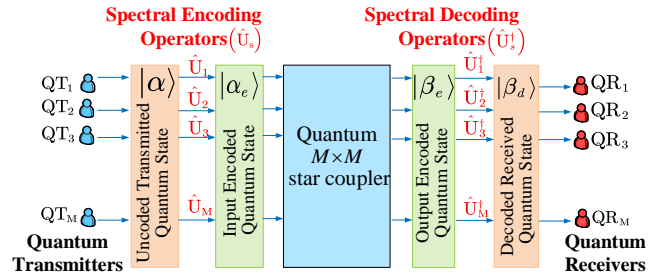 Spectral Encoding
Operators(Û_s)
Spectral Decoding
Operators(Û_s^†)
QT_1
QT_2
QT_3
QT_M
Quantum
Transmitters
|α⟩
Uncoded Transmitted
Quantum State
Û_1
Û_2
Û_3
Û_M
|α_e⟩
Input Encoded
Quantum State
Quantum
M×M
star coupler
|β_e⟩
Output Encoded
Quantum State
Û_1^†
Û_2^†
Û_3^†
Û_M^†
|β_d⟩
Decoded Received
Quantum State
QR_1
QR_2
QR_3
QR_M
Quantum
Receivers